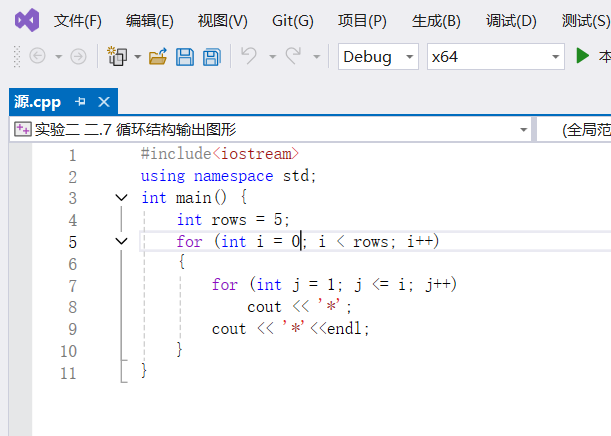 文件(F) 编辑(E) 视图(V) Git(G) 项目(P) 生成(B) 调试(D) 测试(S)
Debug x64 本
源.cpp
实验二 二.7 循环结构输出图形 (全局范
1 #include<iostream>
2 using namespace std;
3 int main() {
4 int rows = 5;
5 for (int i = 0; i < rows; i++)
6 {
7 for (int j = 1; j <= i; j++)
8 cout << '*';
9 cout << '*'<<endl;
10 }
11 }